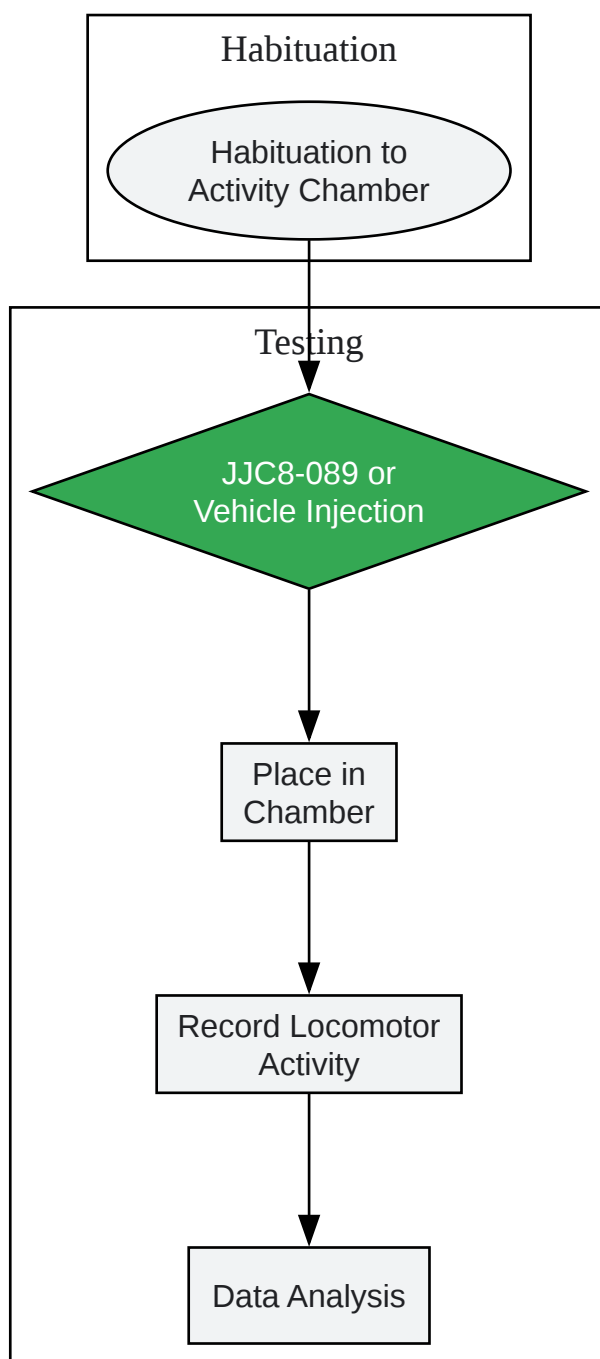 Habituation
Habituation to
Activity Chamber
Testing
JJC8-089 or
Vehicle Injection
Place in
Chamber
Record Locomotor
Activity
Data Analysis